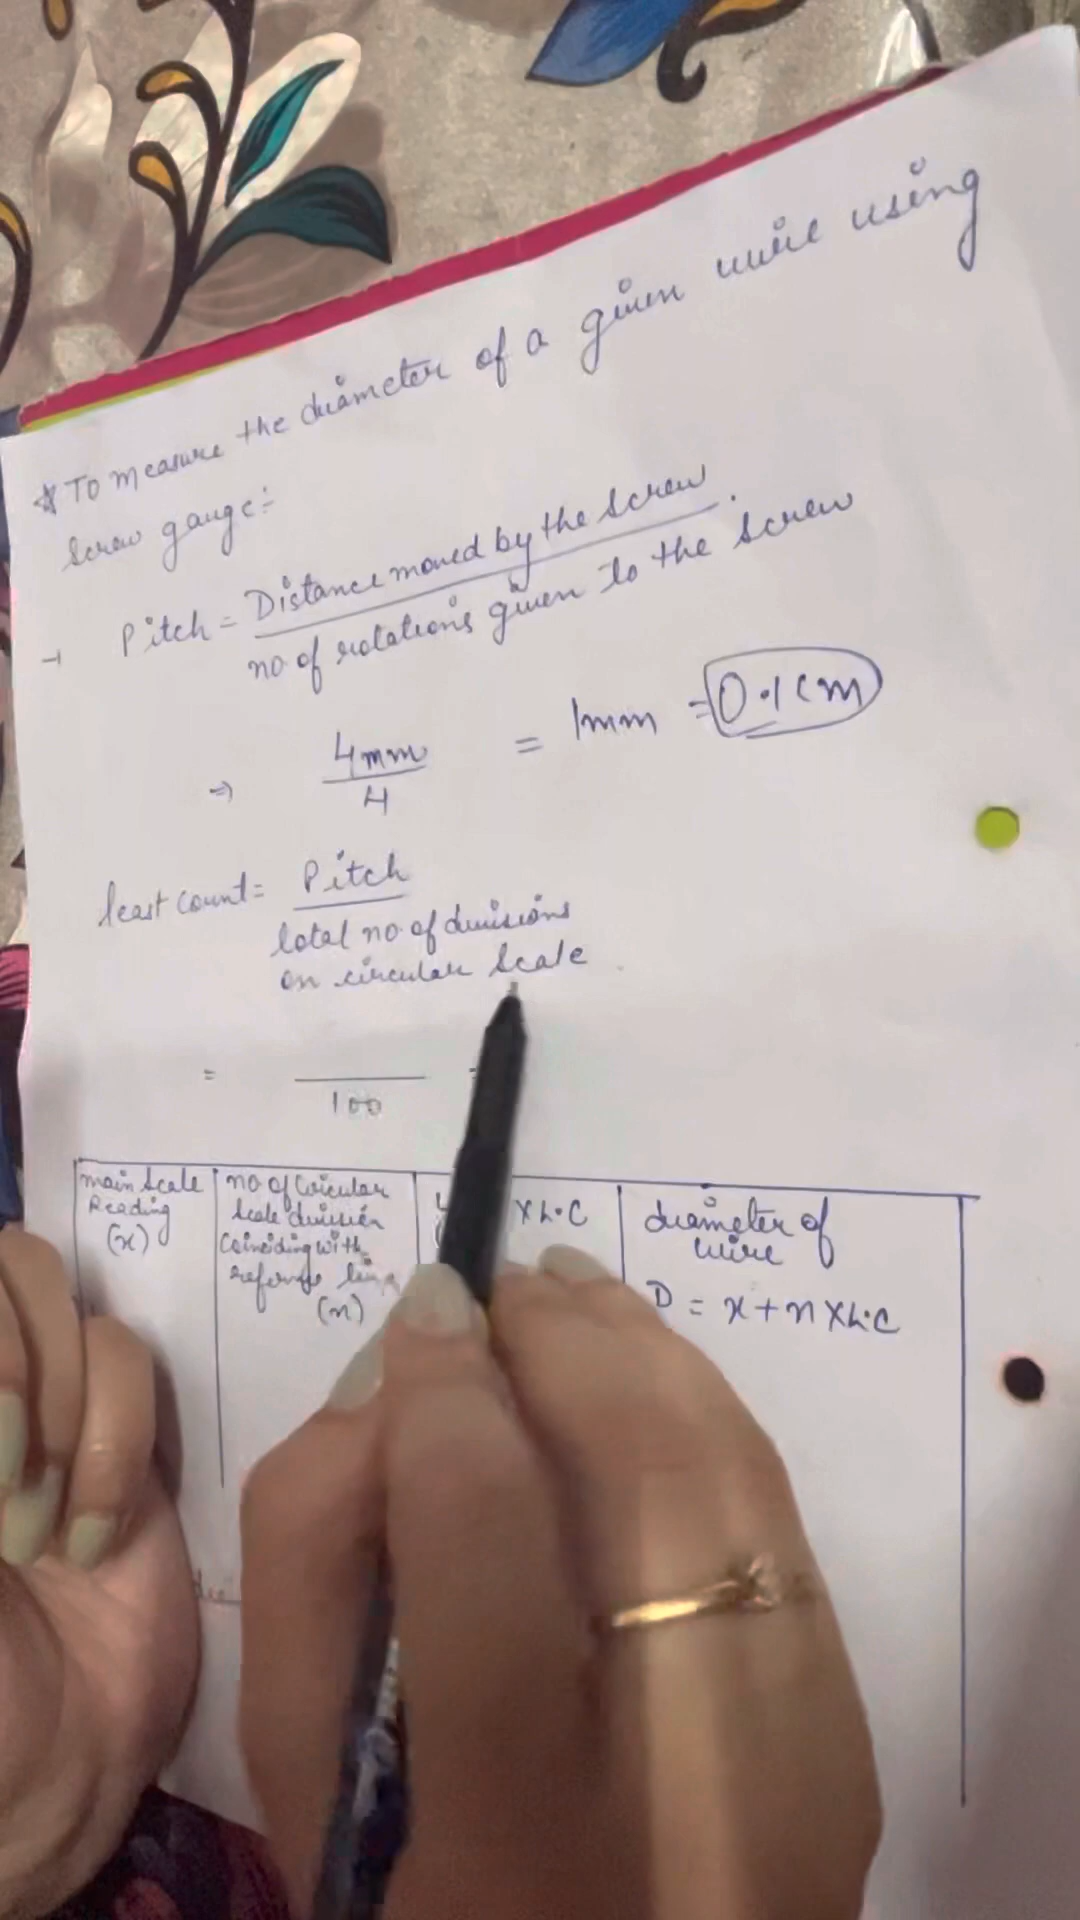 * To measure the diameter of a given wire using
Screw gauge:-
→ Pitch = Distance moved by the screw
no of rotations given to the screw
⇒ 4mm = 1mm = 0.1cm
4
least count = Pitch
total no of divisions
on circular scale
=
100
main scale
Reading
(x)
no of Circular
Scale division
Coinciding with
(n)
X L.C
diameter of
wire
D = x + n X L.C